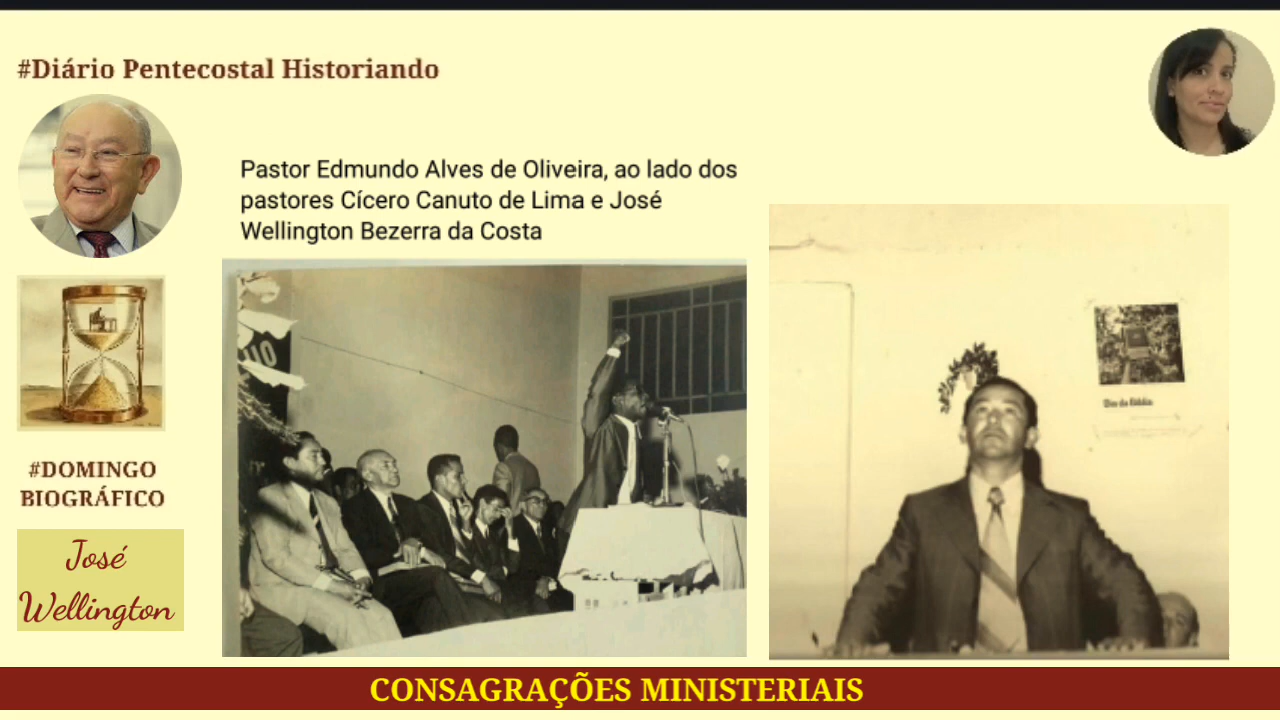 #Diário Pentecostal Historiando
Pastor Edmundo Alves de Oliveira, ao lado dos
pastores Cícero Canuto de Lima e José
Wellington Bezerra da Costa
#DOMINGO
BIOGRÁFICO
José
Wellington
CONSAGRAÇÕES MINISTERIAIS